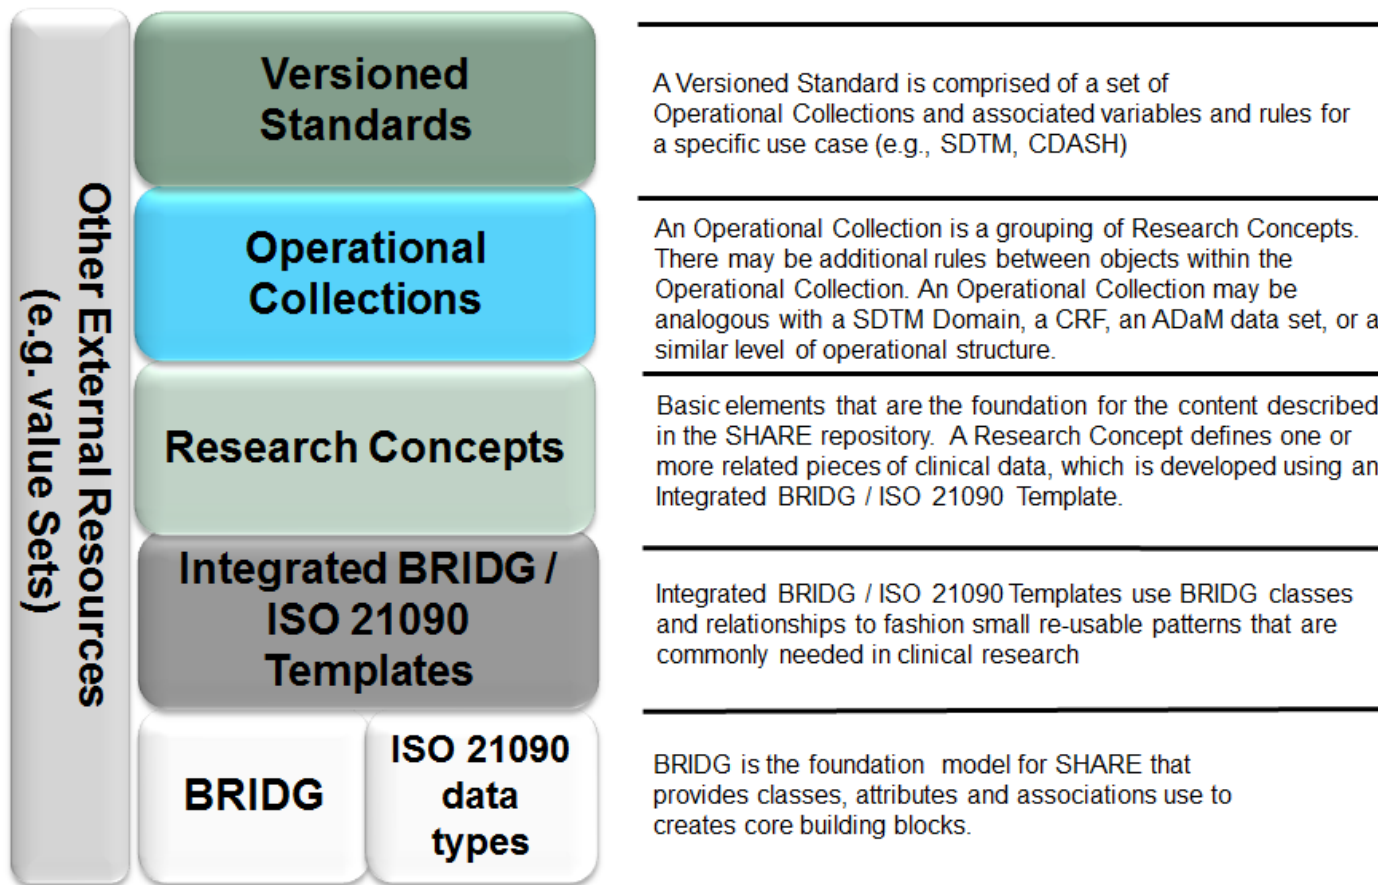 Other External Resources
(e.g. value Sets)
Versioned
Standards
A Versioned Standard is comprised of a set of
Operational Collections and associated variables and rules for
a specific use case (e.g., SDTM, CDASH)
Operational
Collections
An Operational Collection is a grouping of Research Concepts.
There may be additional rules between objects within the
Operational Collection. An Operational Collection may be
analogous with a SDTM Domain, a CRF, an ADaM data set, or a
similar level of operational structure.
Research Concepts
Basic elements that are the foundation for the content described
in the SHARE repository. A Research Concept defines one or
more related pieces of clinical data, which is developed using an
Integrated BRIDG / ISO 21090 Template.
Integrated BRIDG /
ISO 21090
Templates
Integrated BRIDG / ISO 21090 Templates use BRIDG classes
and relationships to fashion small re-usable patterns that are
commonly needed in clinical research
BRIDG
ISO 21090
data
types
BRIDG is the foundation model for SHARE that
provides classes, attributes and associations use to
creates core building blocks.